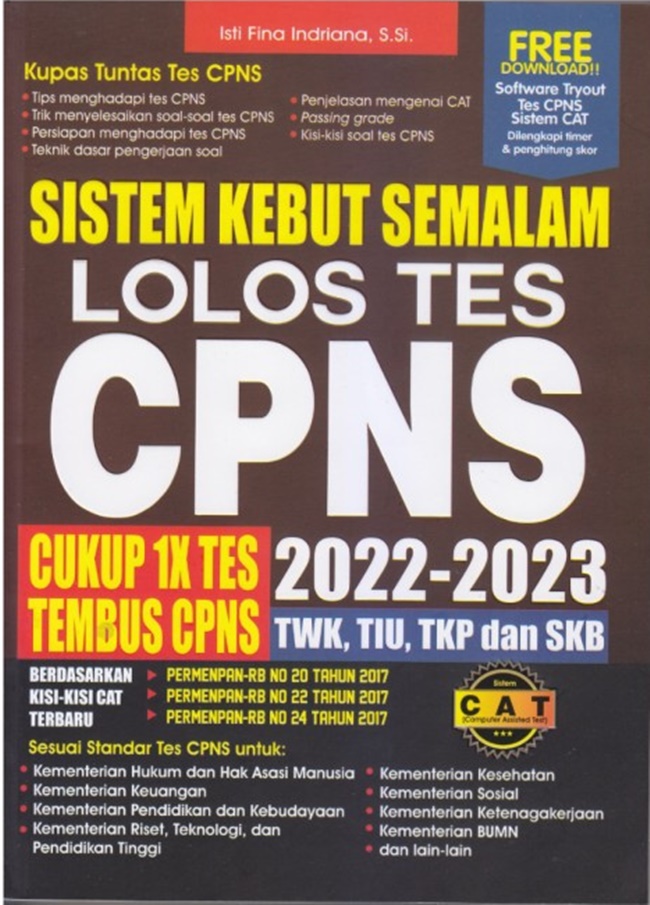 Isti Fina Indriana, S.Si.
FREE
DOWNLOAD!!
Software Tryout
Tes CPNS
Sistem CAT
Dilengkapi timer
& penghitung skor
Kupas Tuntas Tes CPNS
• Tips menghadapi tes CPNS
• Trik menyelesaikan soal-soal tes CPNS
• Persiapan menghadapi tes CPNS
• Teknik dasar pengerjaan soal
• Penjelasan mengenai CAT
• Passing grade
• Kisi-kisi soal tes CPNS
SISTEM KEBUT SEMALAM
LOLOS TES
CPNS
CUKUP 1X TES
TEMBUS CPNS
2022-2023
TWK, TIU, TKP dan SKB
BERDASARKAN
KISI-KISI CAT
TERBARU
PERMENPAN-RB NO 20 TAHUN 2017
PERMENPAN-RB NO 22 TAHUN 2017
PERMENPAN-RB NO 24 TAHUN 2017
Sistem
CAT
(Computer Assisted Test)
Sesuai Standar Tes CPNS untuk:
• Kementerian Hukum dan Hak Asasi Manusia
• Kementerian Keuangan
• Kementerian Pendidikan dan Kebudayaan
• Kementerian Riset, Teknologi, dan
Pendidikan Tinggi
• Kementerian Kesehatan
• Kementerian Sosial
• Kementerian Ketenagakerjaan
• Kementerian BUMN
• dan lain-lain